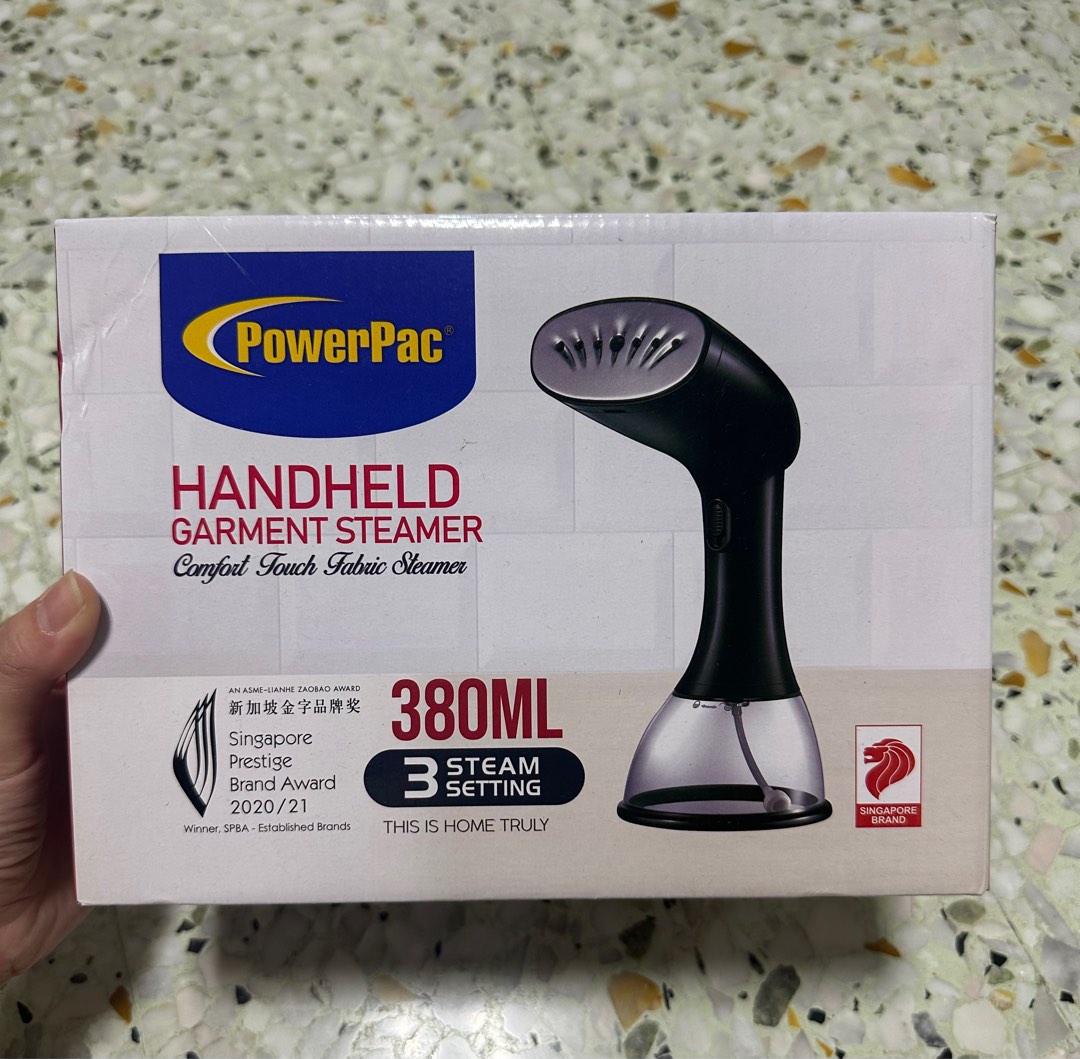 PowerPac®
HANDHELD
GARMENT STEAMER
Comfort Touch Fabric Steamer
AN ASME-LIANHE ZAOBAO AWARD
新加坡金字品牌奖
Singapore
Prestige
Brand Award
2020/21
Winner, SPBA - Established Brands
380ML
3 STEAM
SETTING
THIS IS HOME TRULY
SINGAPORE
BRAND